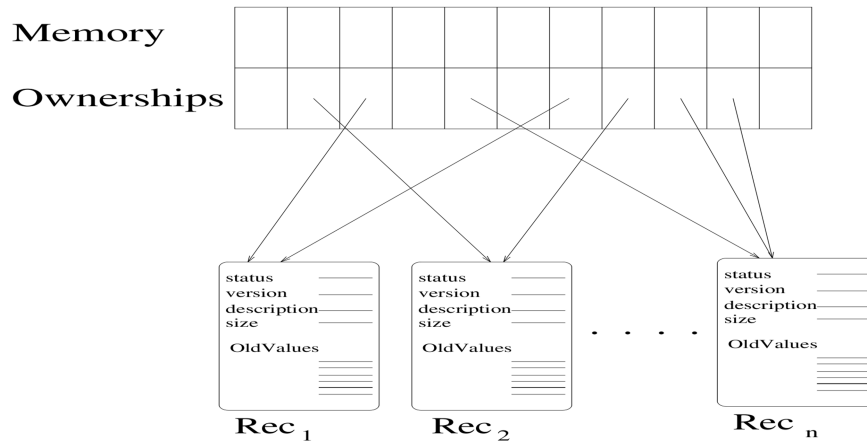 Memory
Ownerships
status
version
description
size
OldValues
Rec 1
status
version
description
size
OldValues
Rec 2
. . . .
status
version
description
size
OldValues
Rec n